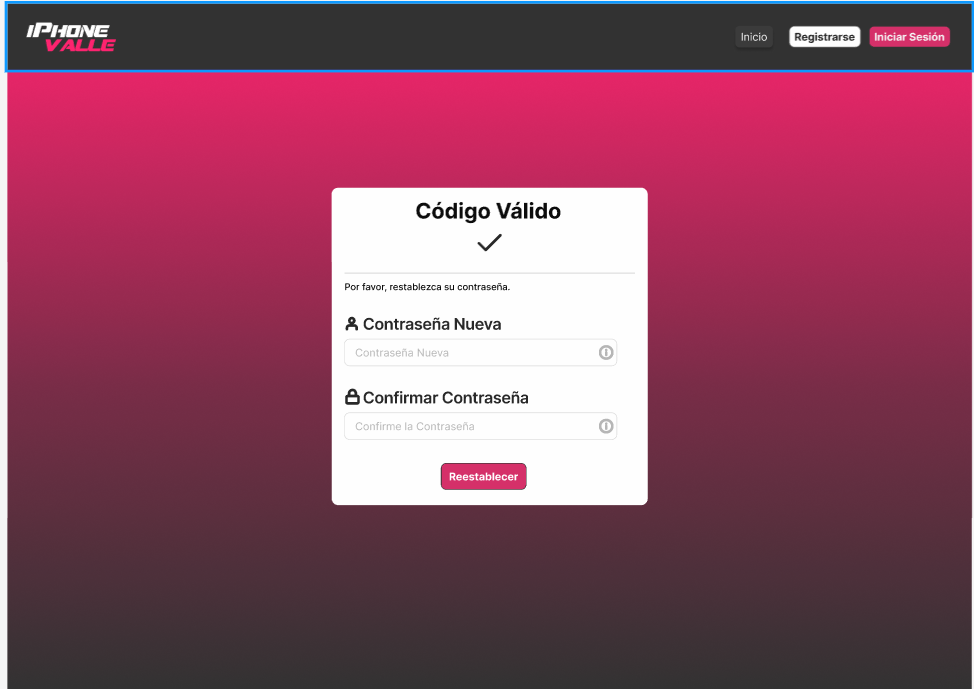 iPHONE
VALLE
Inicio
Registrarse
Iniciar Sesión
Código Válido
Por favor, restablezca su contraseña.
Contraseña Nueva
Contraseña Nueva
Confirmar Contraseña
Confirme la Contraseña
Reestablecer